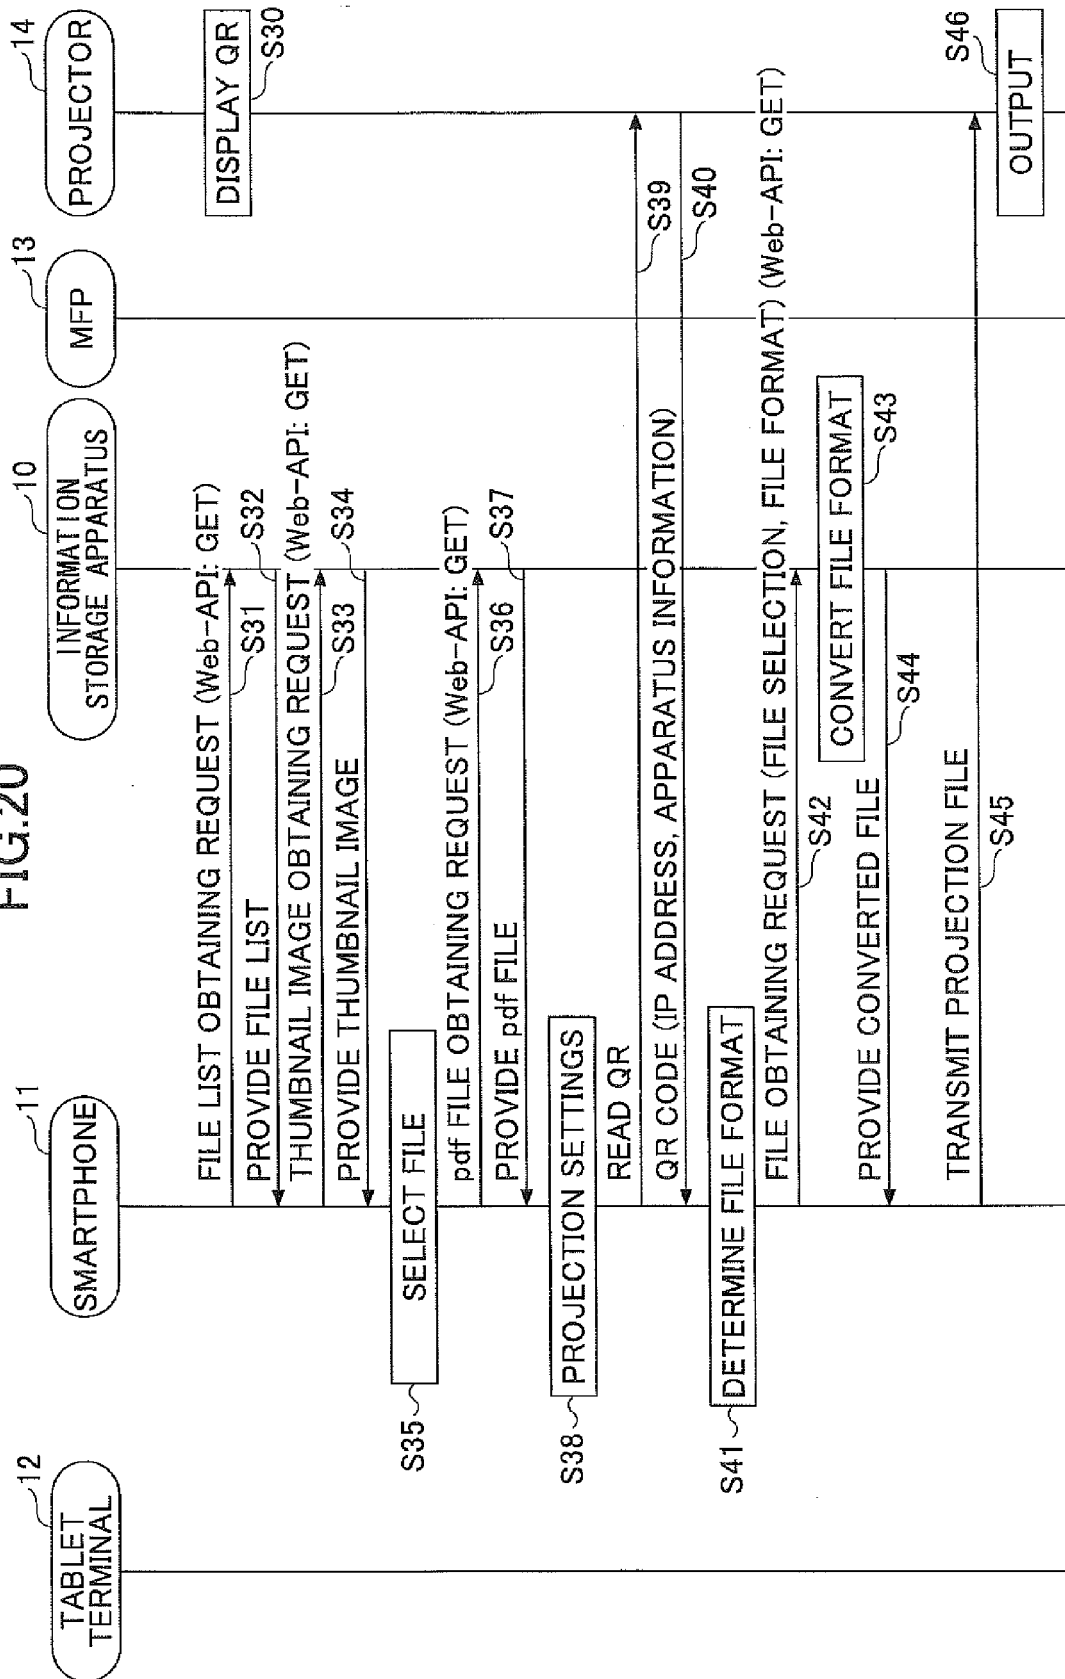 FIG.20
12
TABLET
TERMINAL
11
SMARTPHONE
10
INFORMATION
STORAGE APPARATUS
13
MFP
14
PROJECTOR
DISPLAY QR
S30
FILE LIST OBTAINING REQUEST (Web-API: GET)
S31
PROVIDE FILE LIST
S32
THUMBNAIL IMAGE OBTAINING REQUEST (Web-API: GET)
S33
PROVIDE THUMBNAIL IMAGE
S34
S35
SELECT FILE
pdf FILE OBTAINING REQUEST (Web-API: GET)
S36
PROVIDE pdf FILE
S37
S38
PROJECTION SETTINGS
READ QR
S39
QR CODE (IP ADDRESS, APPARATUS INFORMATION)
S40
S41
DETERMINE FILE FORMAT
FILE OBTAINING REQUEST (FILE SELECTION, FILE FORMAT) (Web-API: GET)
S42
CONVERT FILE FORMAT
S43
PROVIDE CONVERTED FILE
S44
TRANSMIT PROJECTION FILE
S45
OUTPUT
S46